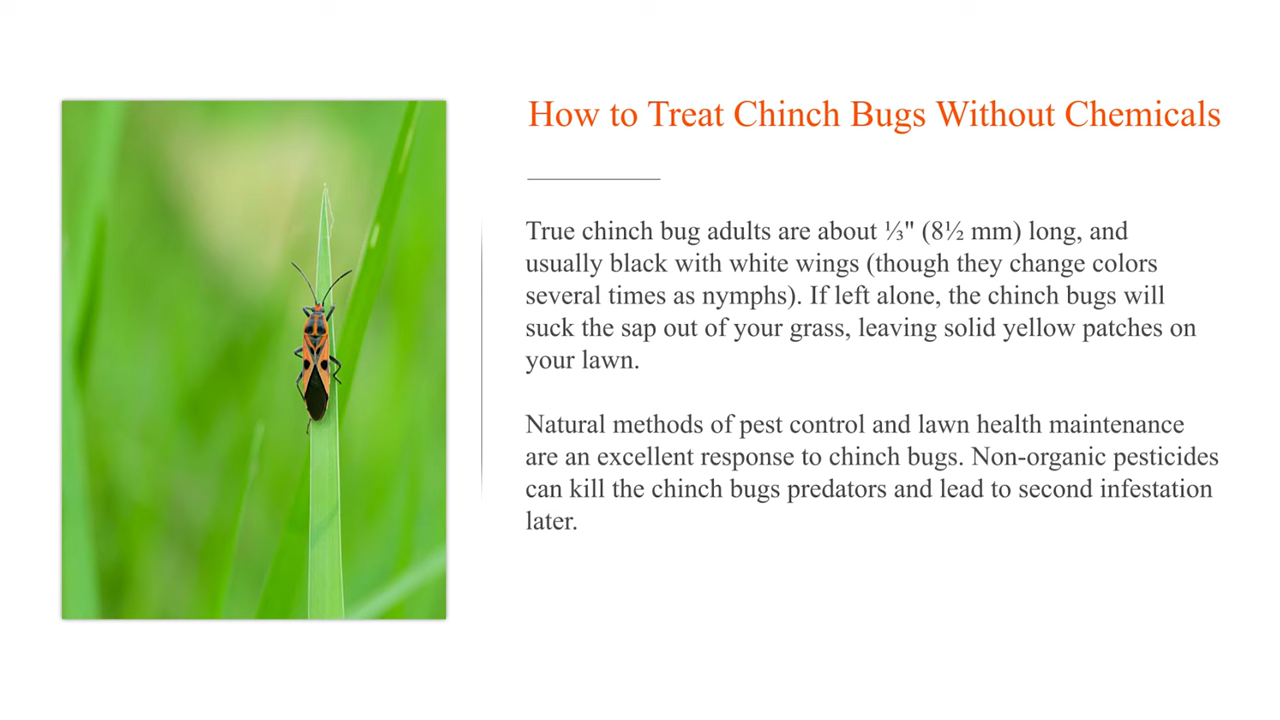 How to Treat Chinch Bugs Without Chemicals
True chinch bug adults are about ⅓" (8½ mm) long, and
usually black with white wings (though they change colors
several times as nymphs). If left alone, the chinch bugs will
suck the sap out of your grass, leaving solid yellow patches on
your lawn.
Natural methods of pest control and lawn health maintenance
are an excellent response to chinch bugs. Non-organic pesticides
can kill the chinch bugs predators and lead to second infestation
later.